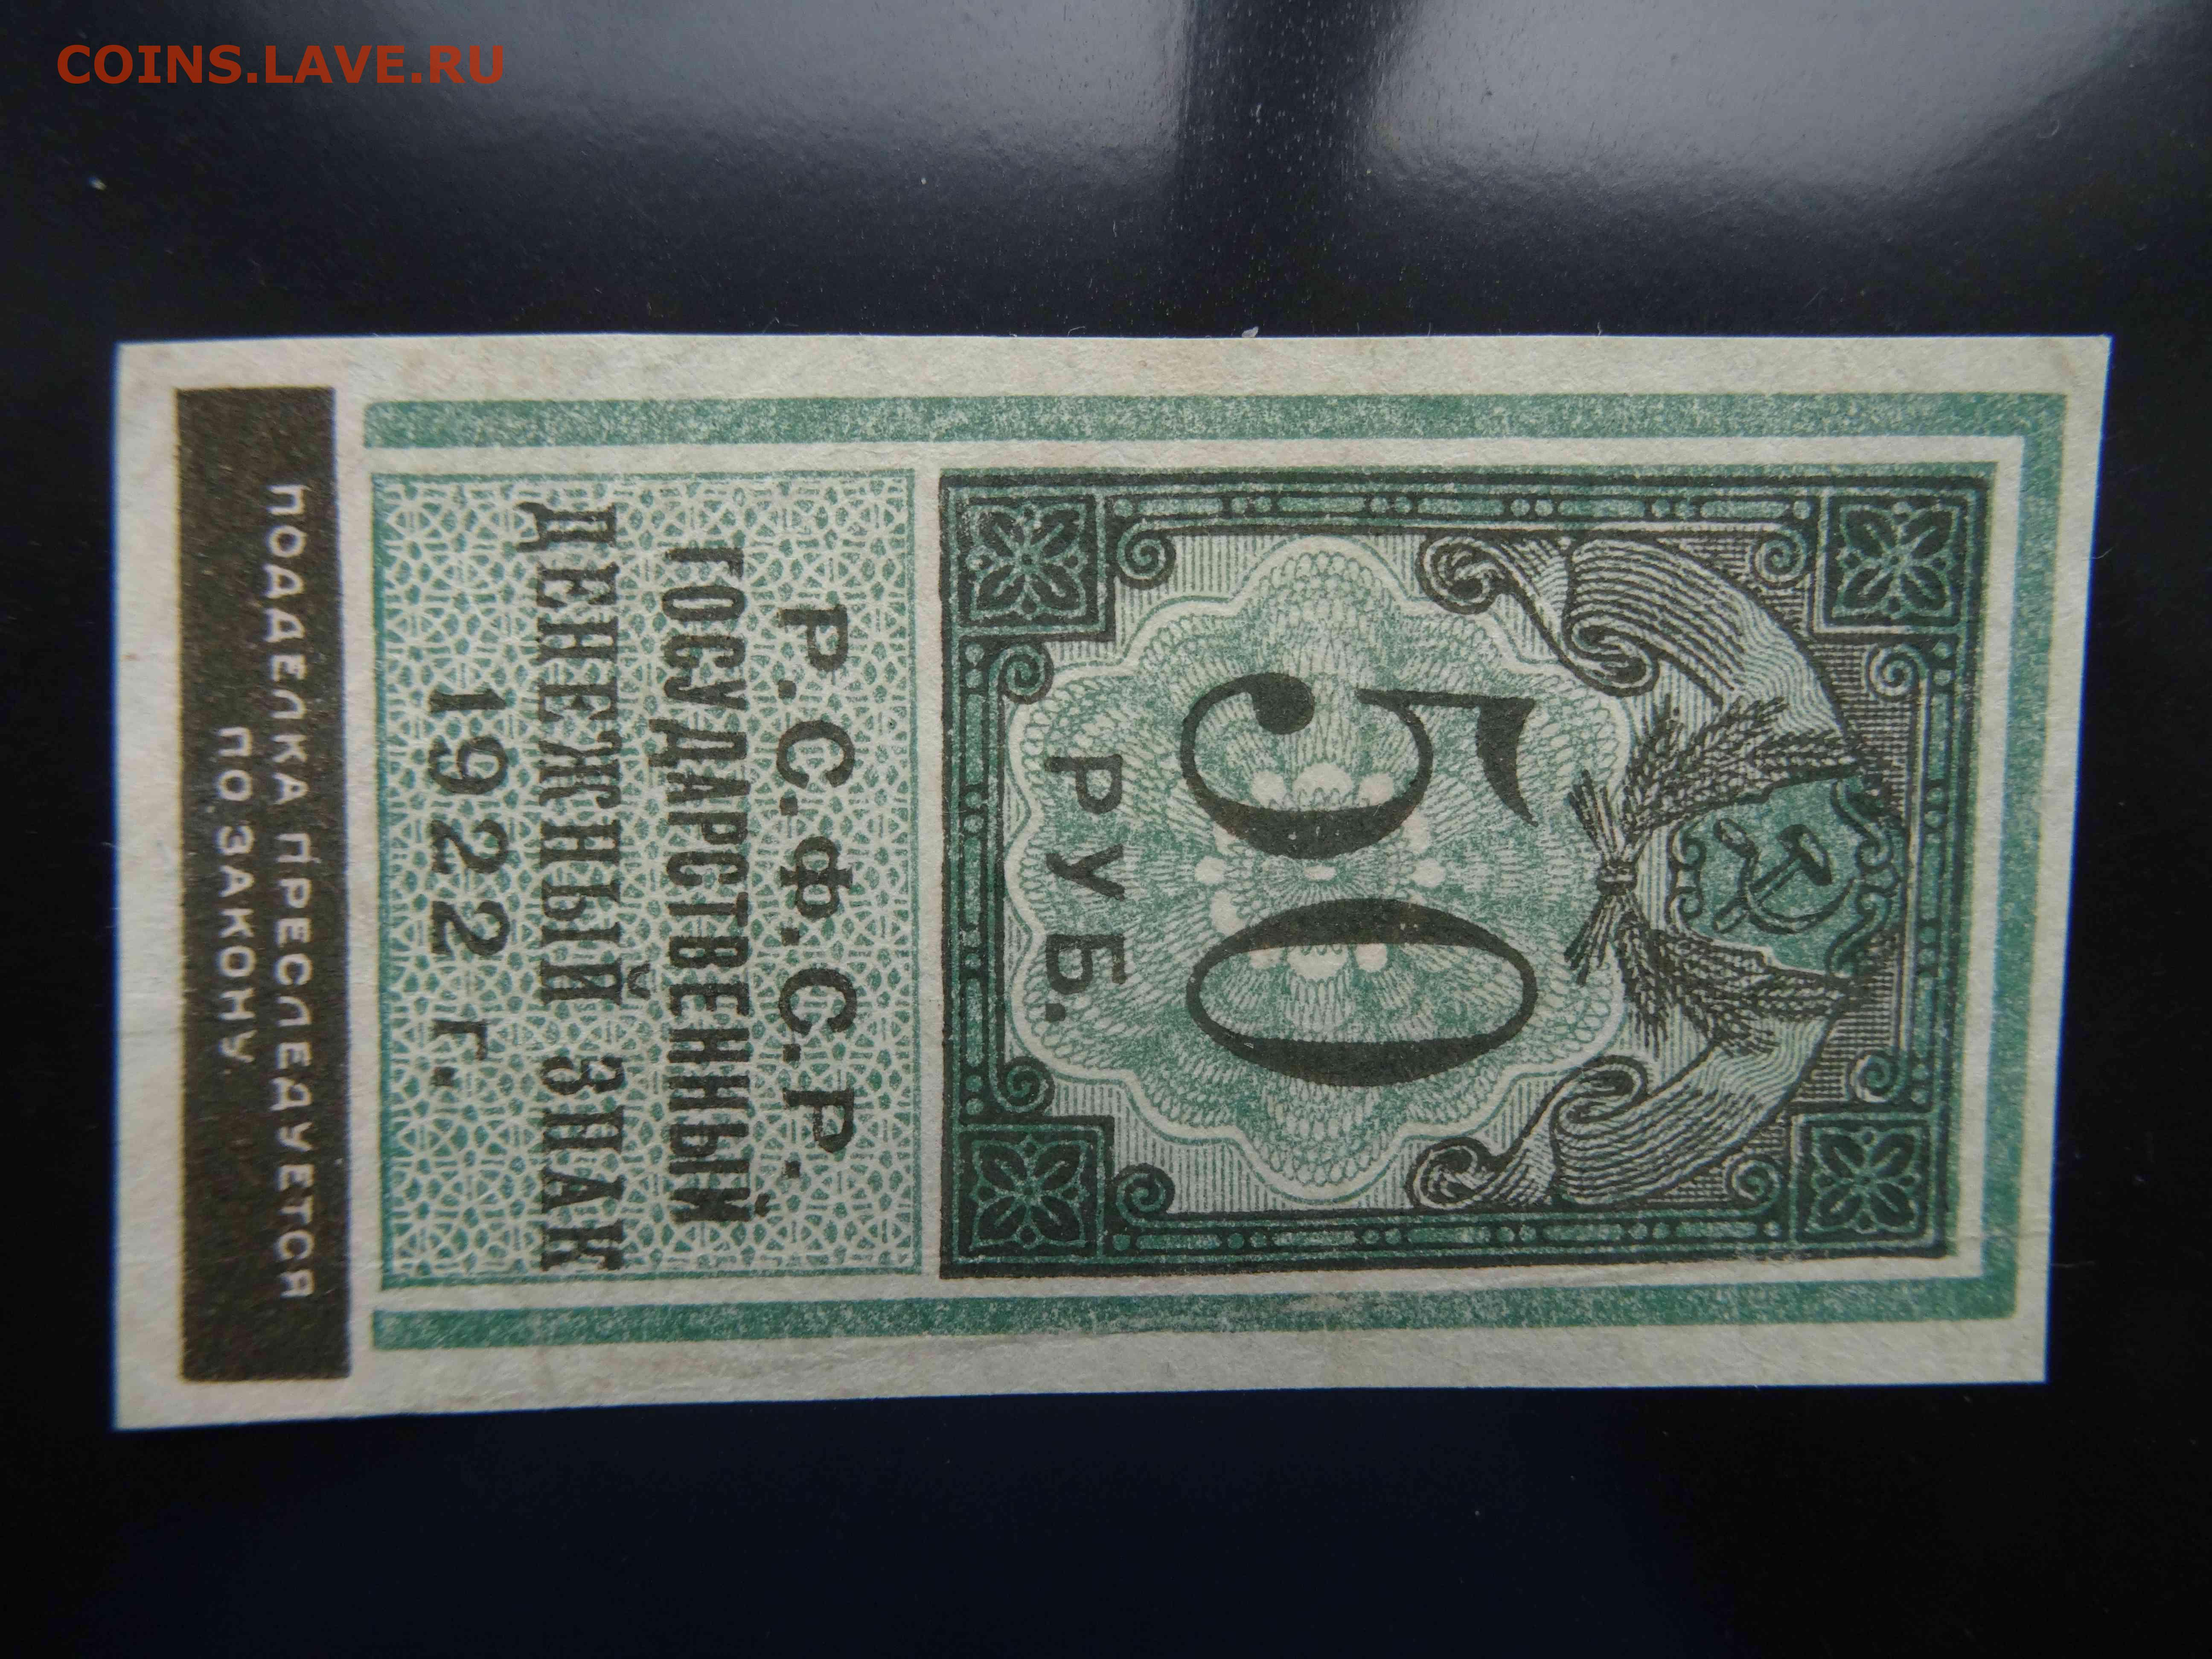 COINS.LAVE.RU
50
РУБ.
Р.С.Ф.С.Р.
ГОСУДАРСТВЕННЫЙ
ДЕНЕЖНЫЙ ЗНАК
1922 г.
ПОДДЕЛКА ПРЕСЛЕДУЕТСЯ
ПО ЗАКОНУ.